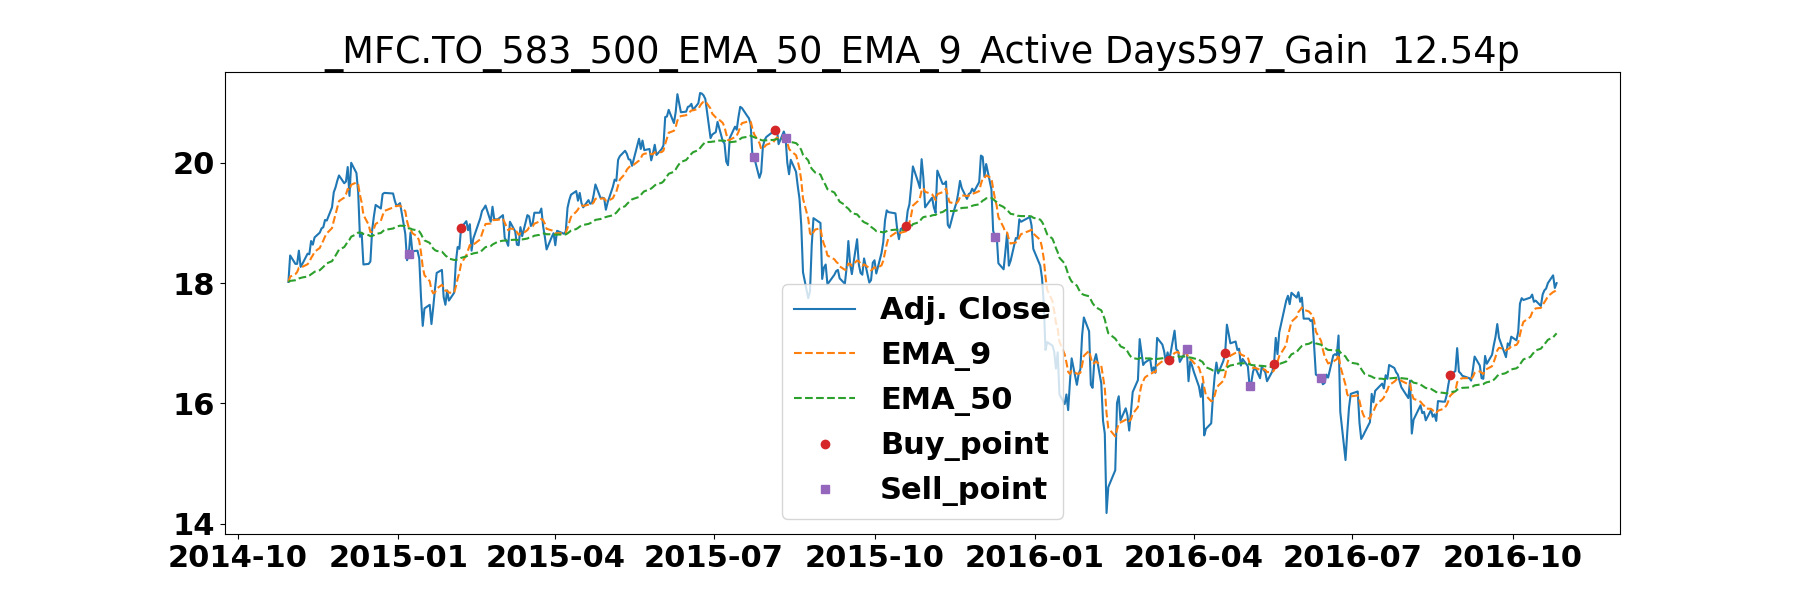 _MFC.TO_583_500_EMA_50_EMA_9_Active Days597_Gain  12.54p
20
18
16
14
Adj. Close
EMA_9
EMA_50
Buy_point
Sell_point
2014-10 2015-01 2015-04 2015-07 2015-10 2016-01 2016-04 2016-07 2016-10